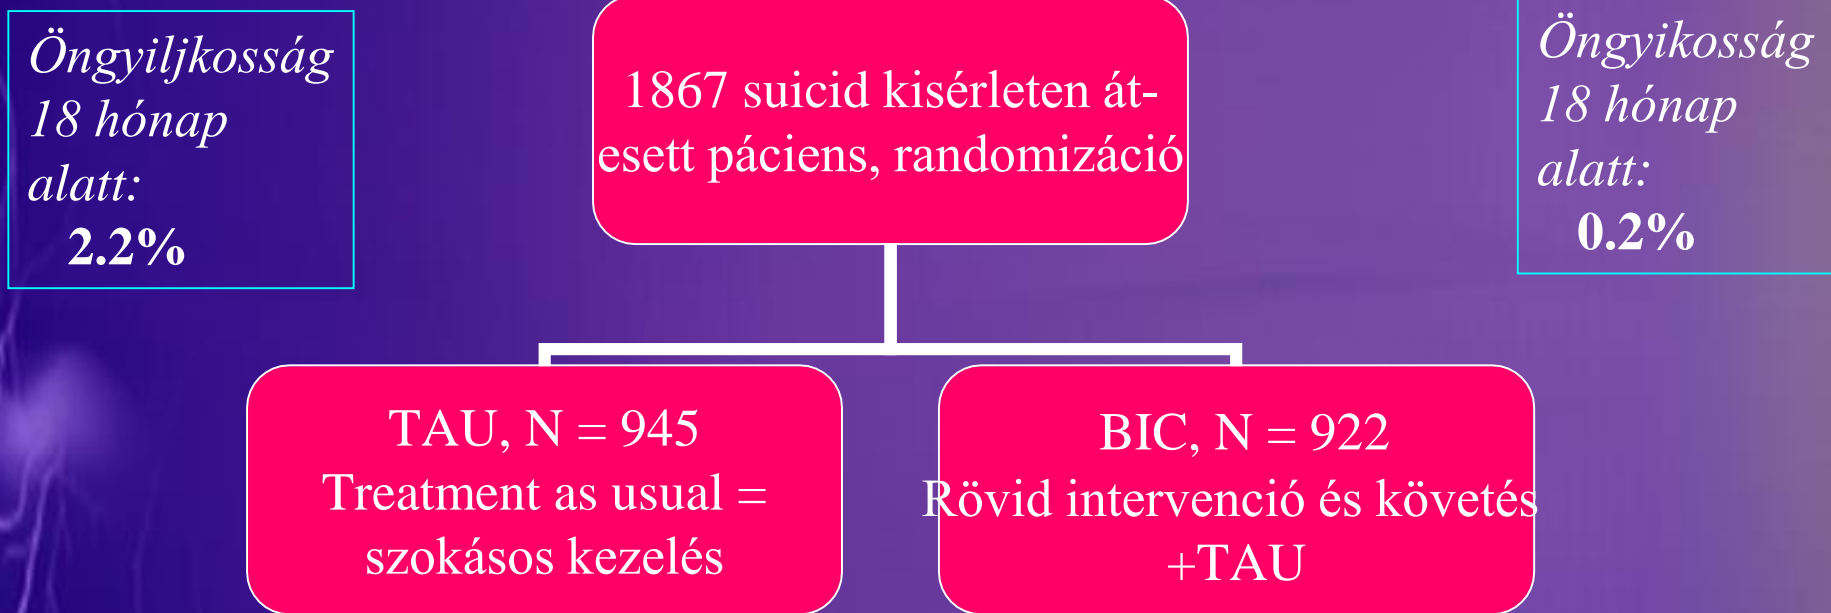 Öngyiljkosság
18 hónap
alatt:
2.2%
1867 suicid kisérleten át-
esett páciens, randomizáció
Öngyikosság
18 hónap
alatt:
0.2%
TAU, N = 945
Treatment as usual =
szokásos kezelés
BIC, N = 922
Rövid intervenció és követés
+TAU